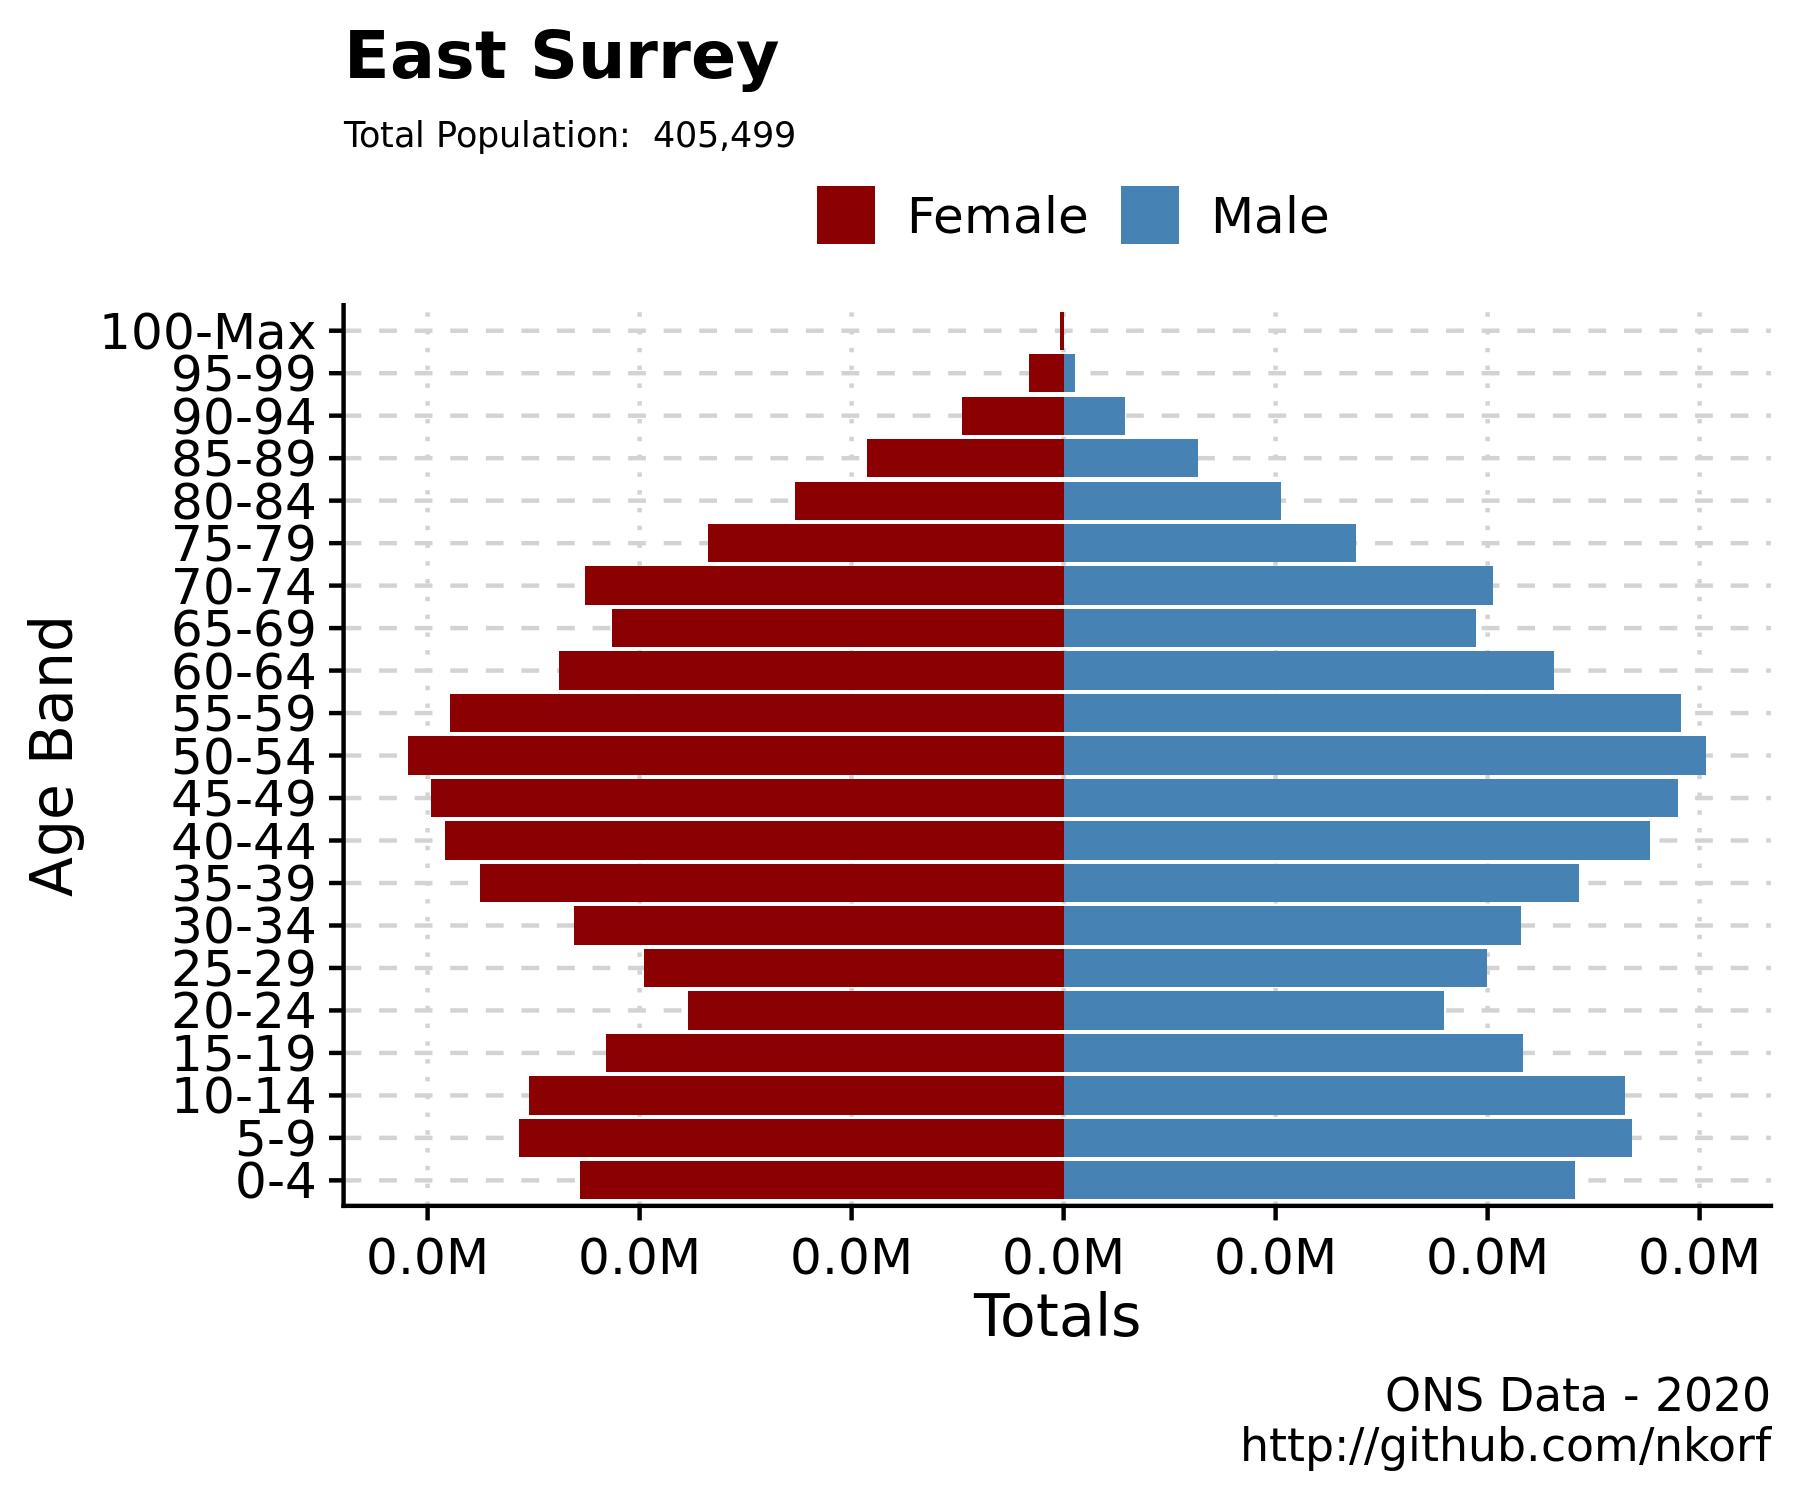 East Surrey
Total Population:  405,499
Female Male
100-Max
95-99
90-94
85-89
80-84
75-79
70-74
65-69
60-64
55-59
50-54
45-49
40-44
35-39
30-34
25-29
20-24
15-19
10-14
5-9
0-4
Age Band
0.0M 0.0M 0.0M 0.0M 0.0M 0.0M 0.0M
Totals
ONS Data - 2020
http://github.com/nkorf